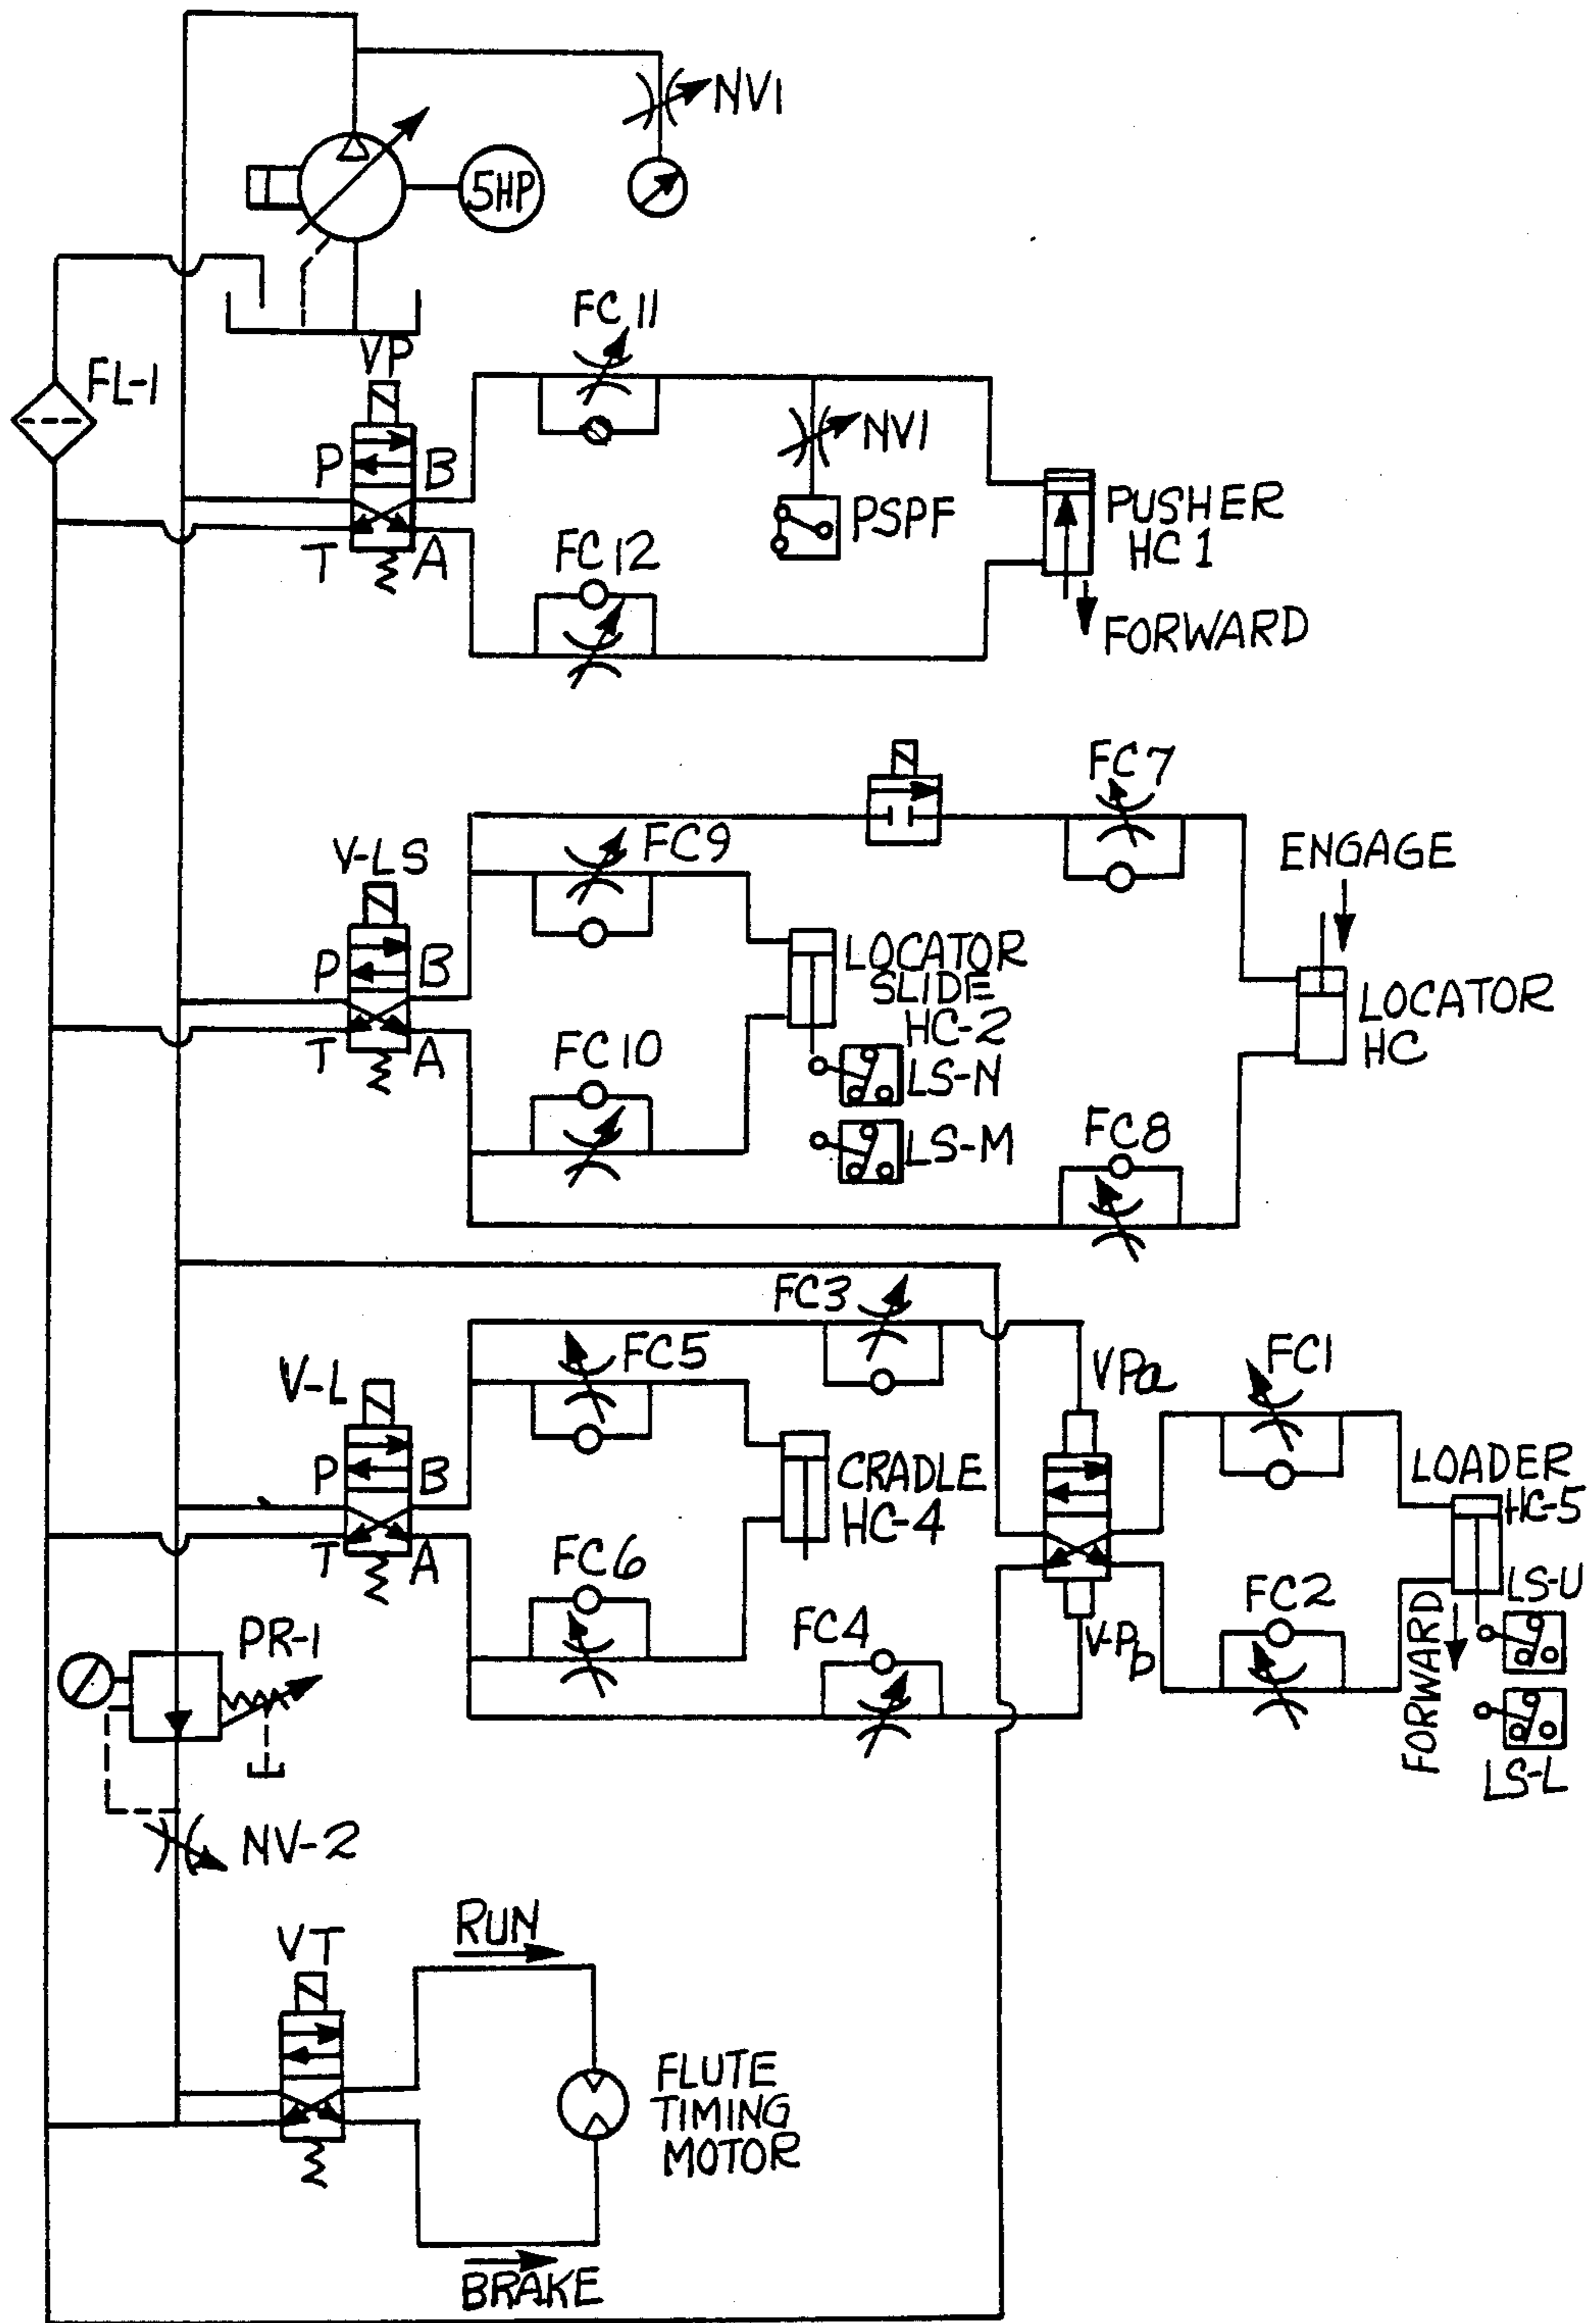 NV1
5HP
FL-1
VP
P
B
T
A
FC 11
NV1
PSPF
FC 12
PUSHER
HC 1
FORWARD
V-LS
P
B
T
A
FC9
FC 10
LOCATOR
SLIDE
HC-2
LS-N
LS-M
FC7
ENGAGE
LOCATOR
HC
FC8
V-L
P
B
T
A
FC3
FC5
CRADLE
HC-4
FC6
FC4
VPa
V-Pb
FC1
FC2
LOADER
HC-5
LS-U
FORWARD
LS-L
PR-1
NV-2
VT
RUN
FLUTE
TIMING
MOTOR
BRAKE